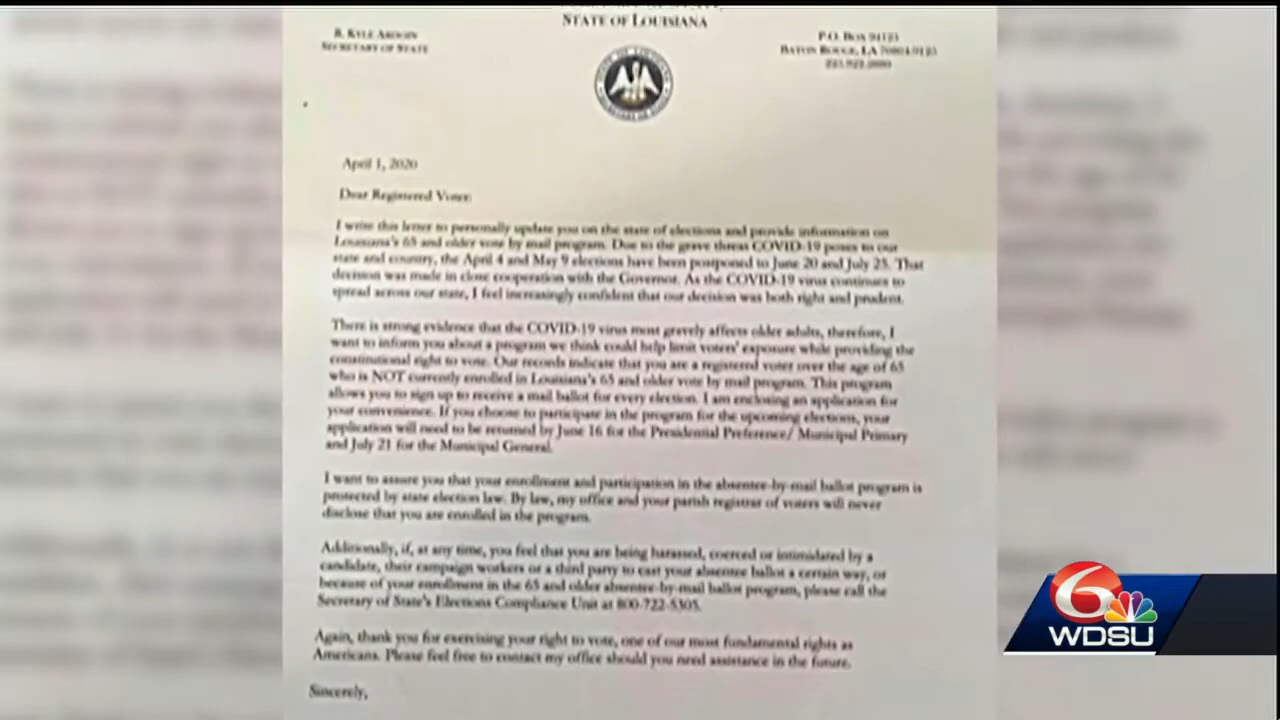 STATE OF LOUISIANA
R. KYLE ARDOIN
SECRETARY OF STATE
P.O. BOX 94125
BATON ROUGE, LA 70804-9125
225.922.2880
April 1, 2020
Dear Registered Voter:
I write this letter to personally update you on the state of elections and provide information on
Louisiana's 65 and older vote by mail program. Due to the grave threat COVID-19 poses to our
state and country, the April 4 and May 9 elections have been postponed to June 20 and July 25. That
decision was made in close cooperation with the Governor. As the COVID-19 virus continues to
spread across our state, I feel increasingly confident that our decision was both right and prudent.
There is strong evidence that the COVID-19 virus most gravely affects older adults, therefore, I
want to inform you about a program we think could help limit voters' exposure while providing the
constitutional right to vote. Our records indicate that you are a registered voter over the age of 65
who is NOT currently enrolled in Louisiana's 65 and older vote by mail program. This program
allows you to sign up to receive a mail ballot for every election. I am enclosing an application for
your convenience. If you choose to participate in the program for the upcoming elections, your
application will need to be returned by June 16 for the Presidential Preference/ Municipal Primary
and July 21 for the Municipal General.
I want to assure you that your enrollment and participation in the absentee-by-mail ballot program is
protected by state election law. By law, my office and your parish registrar of voters will never
disclose that you are enrolled in the program.
Additionally, if, at any time, you feel that you are being harassed, coerced or intimidated by a
candidate, their campaign workers or a third party to cast your absentee ballot a certain way, or
because of your enrollment in the 65 and older absentee-by-mail ballot program, please call the
Secretary of State's Elections Compliance Unit at 800-722-5305.
Again, thank you for exercising your right to vote, one of our most fundamental rights as
Americans. Please feel free to contact my office should you need assistance in the future.
Sincerely,
6
WDSU